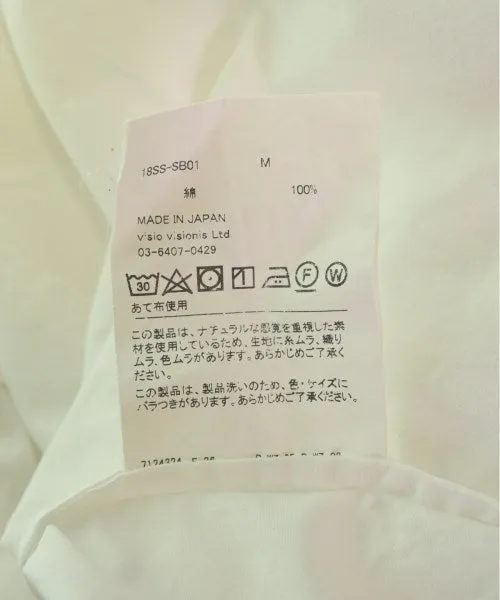 18SS-SB01 M
綿 100%
MADE IN JAPAN
visio visionis Ltd.
03-6407-0429
30 F W
あて布使用
この製品は、ナチュラルな感覚を重視した素
材を使用しているため、生地に糸ムラ、織り
ムラ、色ムラがあります。あらかじめご了承く
ださい。
この製品は、製品洗いのため、色・サイズに
バラつきがあります。あらかじめご了承ください。